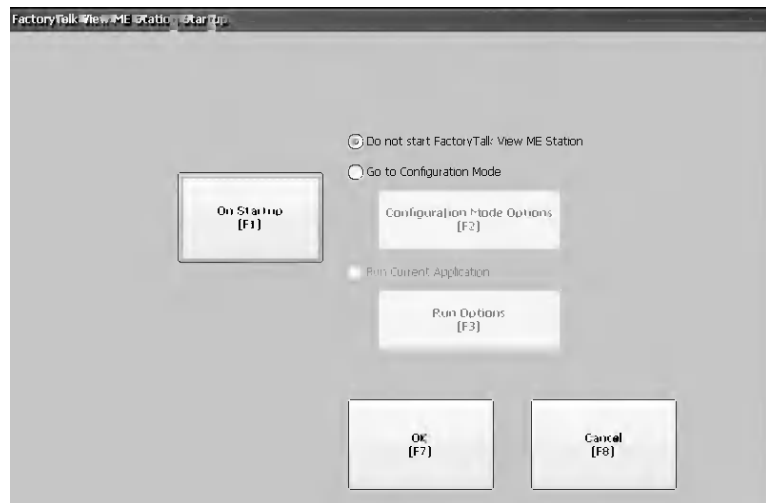 FactoryTalk View ME Station Startup
Do not start FactoryTalk View ME Station
Go to Configuration Mode
On Startup
[F1]
Configuration Mode Options
[F2]
Run Current Application
Run Options
[F3]
OK
[F7]
Cancel
[F8]